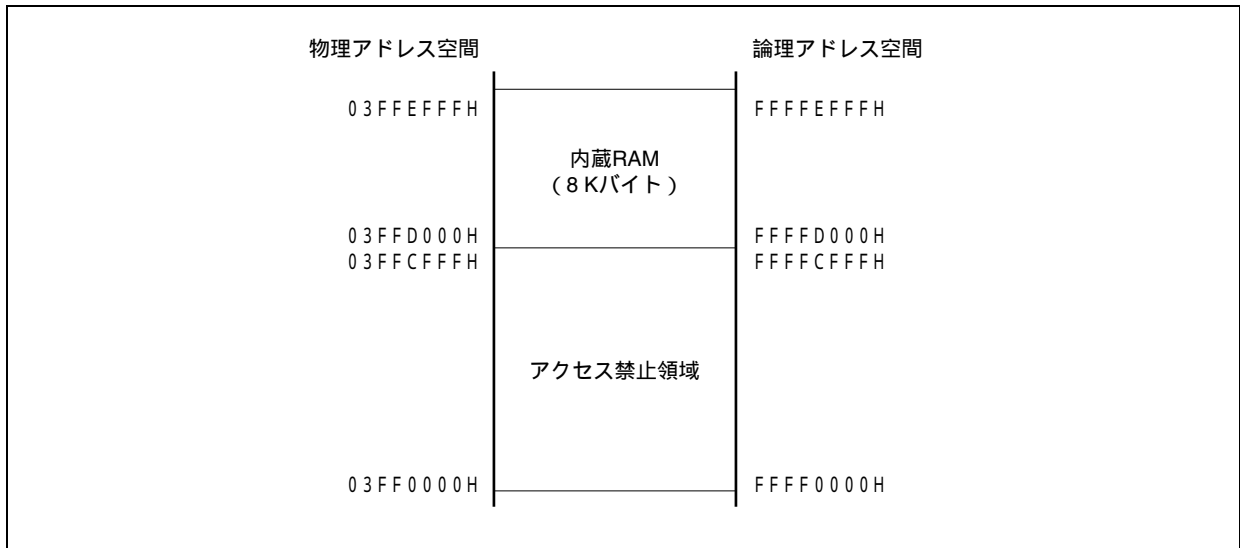 物理アドレス空間 論理アドレス空間
03FFEFFFH FFFFEFFFH
内蔵RAM
(8 Kバイト)
03FFD000H FFFFD000H
03FFCFFFH FFFFCFFFH
アクセス禁止領域
03FF0000H FFFF0000H